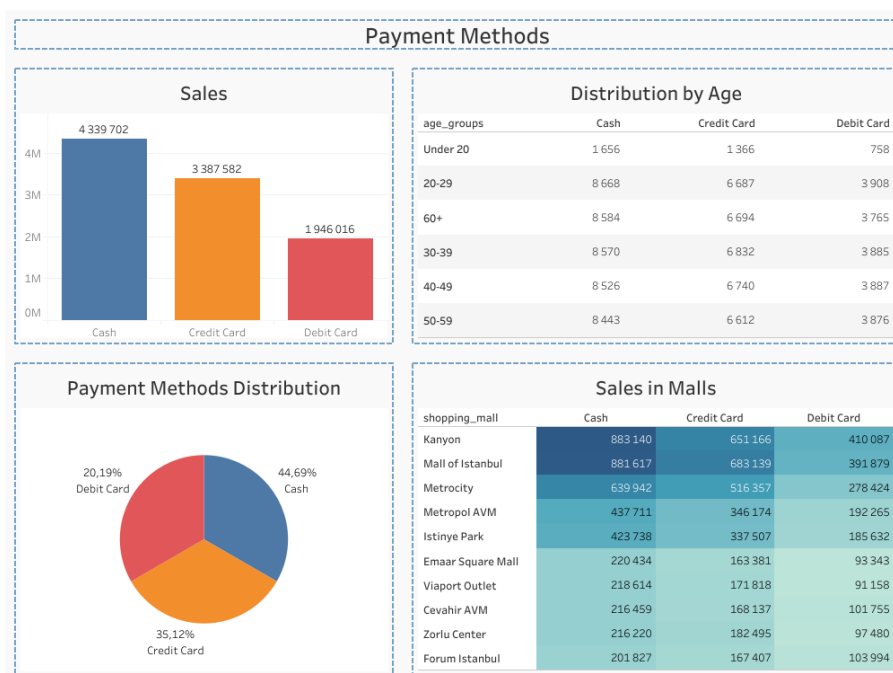 Payment Methods
Sales
4 339 702
3 387 582
1 946 016
4M
3M
2M
1M
0M
Cash Credit Card Debit Card
Distribution by Age
age_groups Cash Credit Card Debit Card
Under 20 1 656 1 366 758
20-29 8 668 6 687 3 908
60+ 8 584 6 694 3 765
30-39 8 570 6 832 3 885
40-49 8 526 6 740 3 887
50-59 8 443 6 612 3 876
Payment Methods Distribution
20,19%
Debit Card
44,69%
Cash
35,12%
Credit Card
Sales in Malls
shopping_mall Cash Credit Card Debit Card
Kanyon 883 140 651 166 410 087
Mall of Istanbul 881 617 683 139 391 879
Metrocity 639 942 516 357 278 424
Metropol AVM 437 711 346 174 192 265
Istinye Park 423 738 337 507 185 632
Emaar Square Mall 220 434 163 381 93 343
Viaport Outlet 218 614 171 818 91 158
Cevahir AVM 216 459 168 137 101 755
Zorlu Center 216 220 182 495 97 480
Forum Istanbul 201 827 167 407 103 994